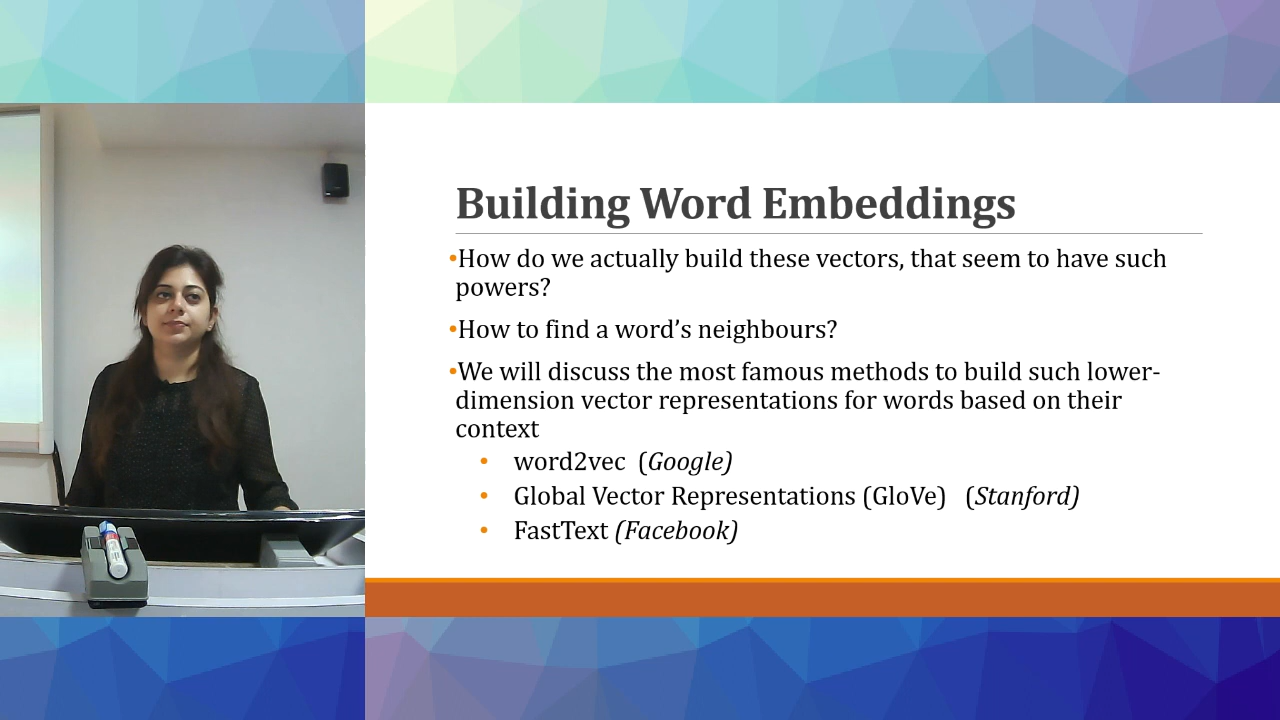 Building Word Embeddings
•How do we actually build these vectors, that seem to have such
powers?
•How to find a word’s neighbours?
•We will discuss the most famous methods to build such lower-
dimension vector representations for words based on their
context
• word2vec (Google)
• Global Vector Representations (GloVe) (Stanford)
• FastText (Facebook)